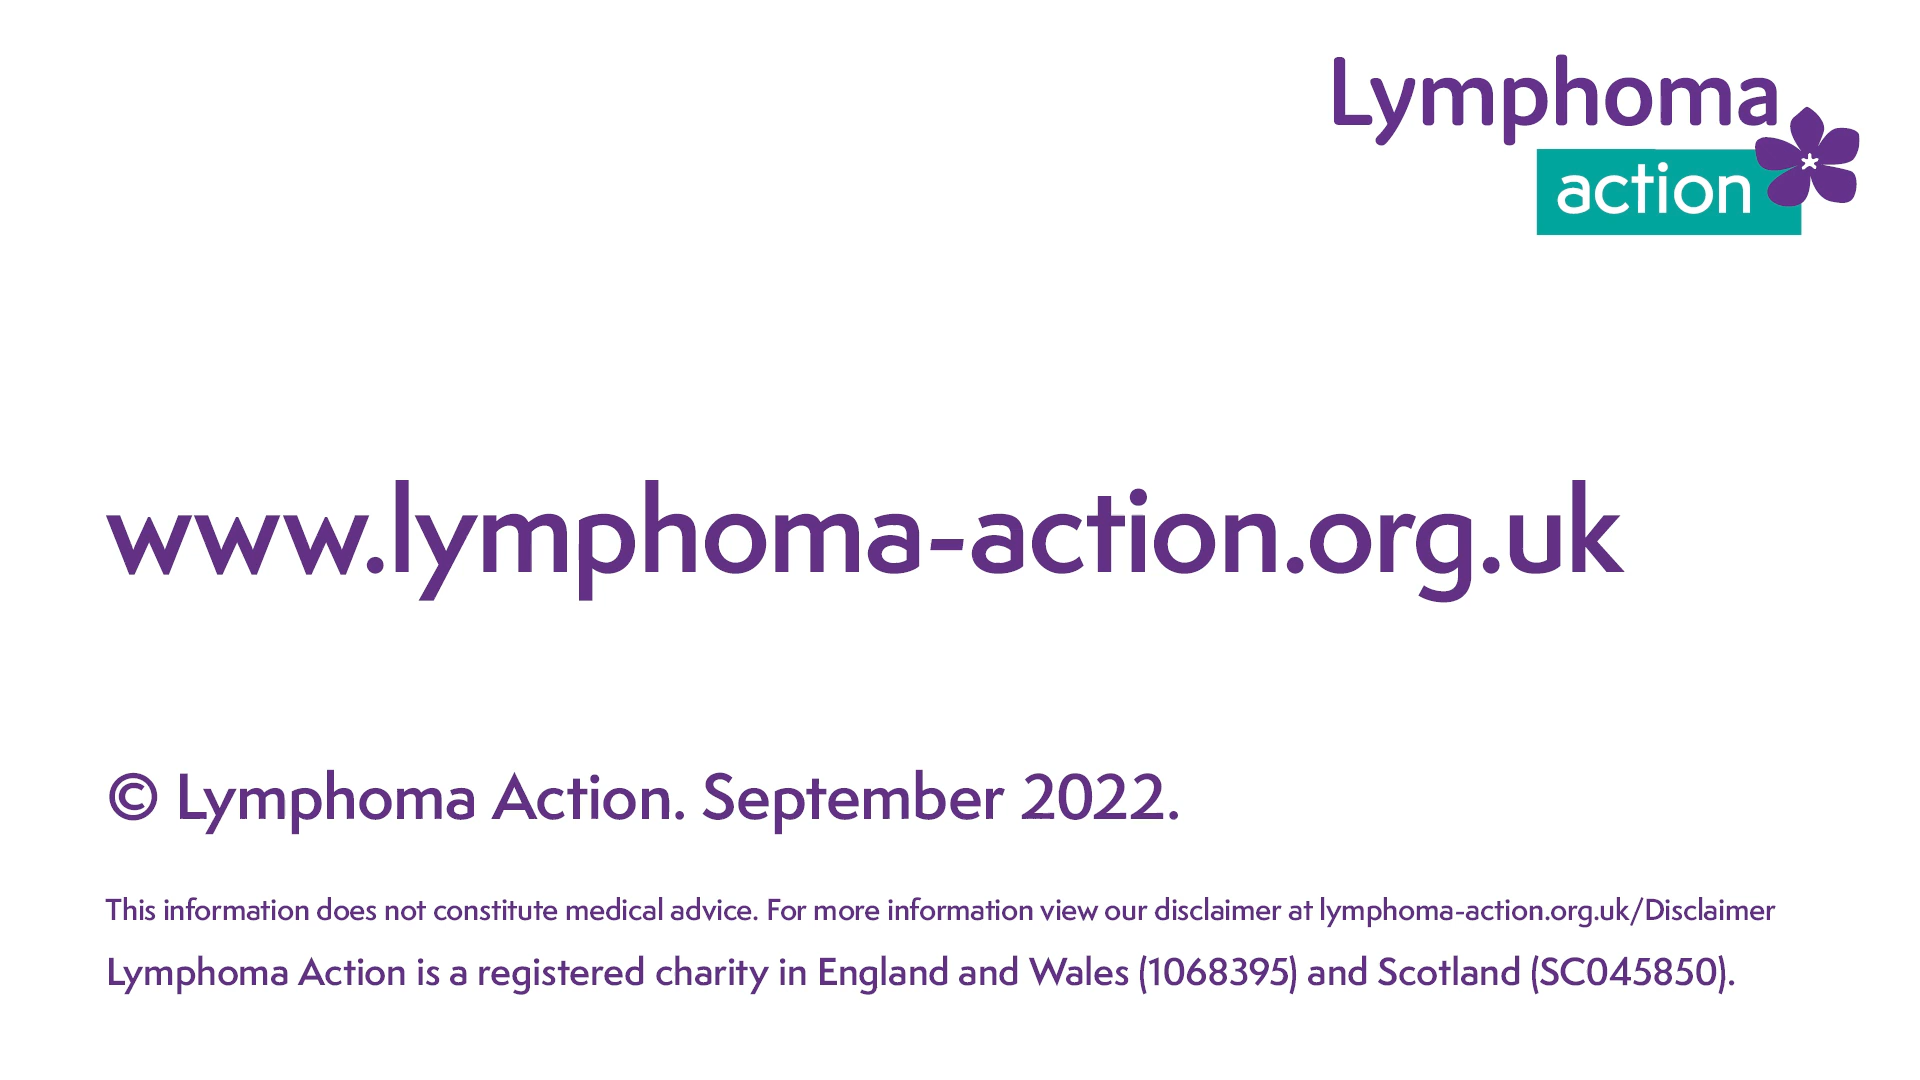 Lymphoma
action
www.lymphoma-action.org.uk
© Lymphoma Action. September 2022.
This information does not constitute medical advice. For more information view our disclaimer at lymphoma-action.org.uk/Disclaimer
Lymphoma Action is a registered charity in England and Wales (1068395) and Scotland (SC045850).